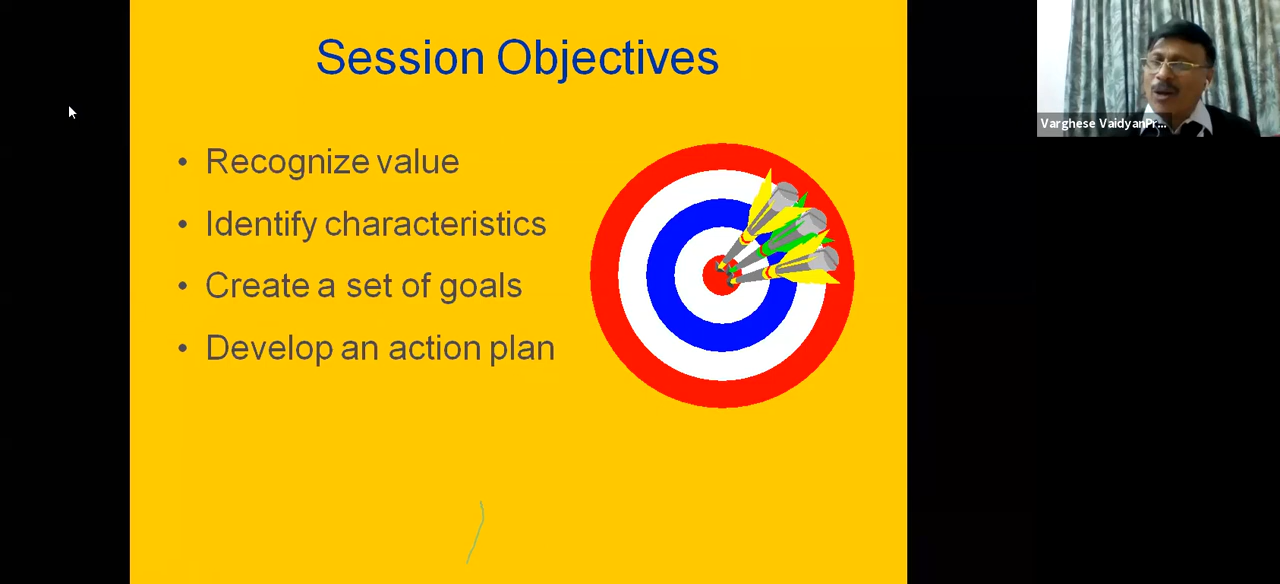 Session Objectives
• Recognize value
• Identify characteristics
• Create a set of goals
• Develop an action plan
Varghese VaidyanPr...